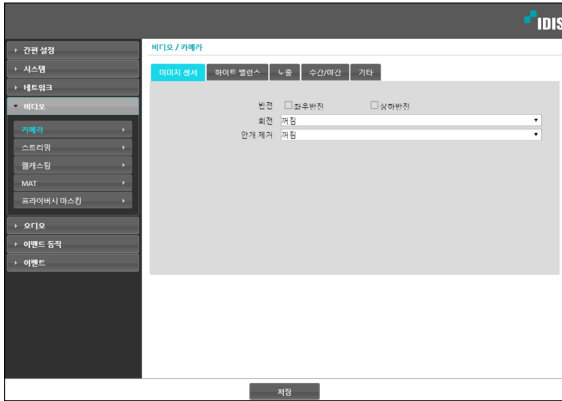 IDIS
간편 설정
시스템
네트워크
비디오
카메라
스트리밍
웹캐스팅
MAT
프라이버시 마스킹
오디오
이벤트 동작
이벤트
비디오 / 카메라
이미지 센서 화이트 밸런스 노출 주간/야간 기타
반전 좌우반전 상하반전
회전 꺼짐
안개 제거 꺼짐
저장